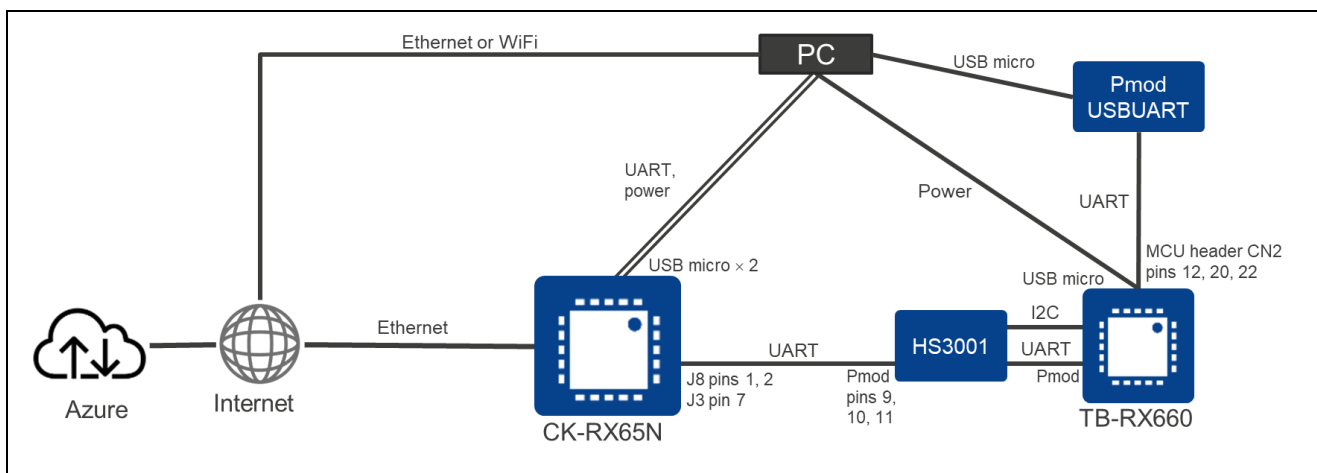 Ethernet or WiFi
PC
USB micro
Pmod
USBUART
UART,
power
Power
UART
USB micro × 2
MCU header CN2
pins 12, 20, 22
USB micro
Ethernet
I2C
UART
HS3001
UART
J8 pins 1, 2
J3 pin 7
Pmod
pins 9,
10, 11
Pmod
Azure
Internet
CK-RX65N
TB-RX660